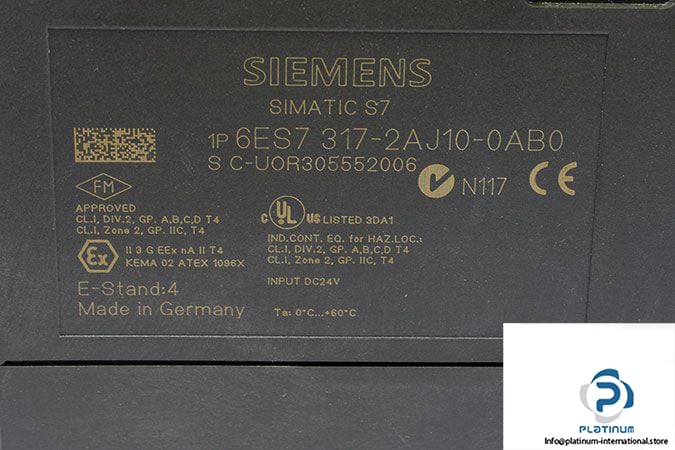 SIEMENS
SIMATIC S7
1P 6ES7 317-2AJ10-0AB0
S C-UOR305552006
N117 CE
FM
APPROVED
CL.I, DIV.2, GP. A,B,C,D T4
CL.I, Zone 2, GP. IIC, T4
Ex II 3 G EEx nA II T4
KEMA 02 ATEX 1096X
E-Stand:4
Made in Germany
c UL US LISTED 3DA1
IND.CONT. EQ. for HAZ.LOC.:
CL.I, DIV.2, GP. A,B,C,D T4
CL.I, Zone 2, GP. IIC, T4
INPUT DC24V
Ta: 0°C...+60°C
PLATINUM
Info@platinum-international.store